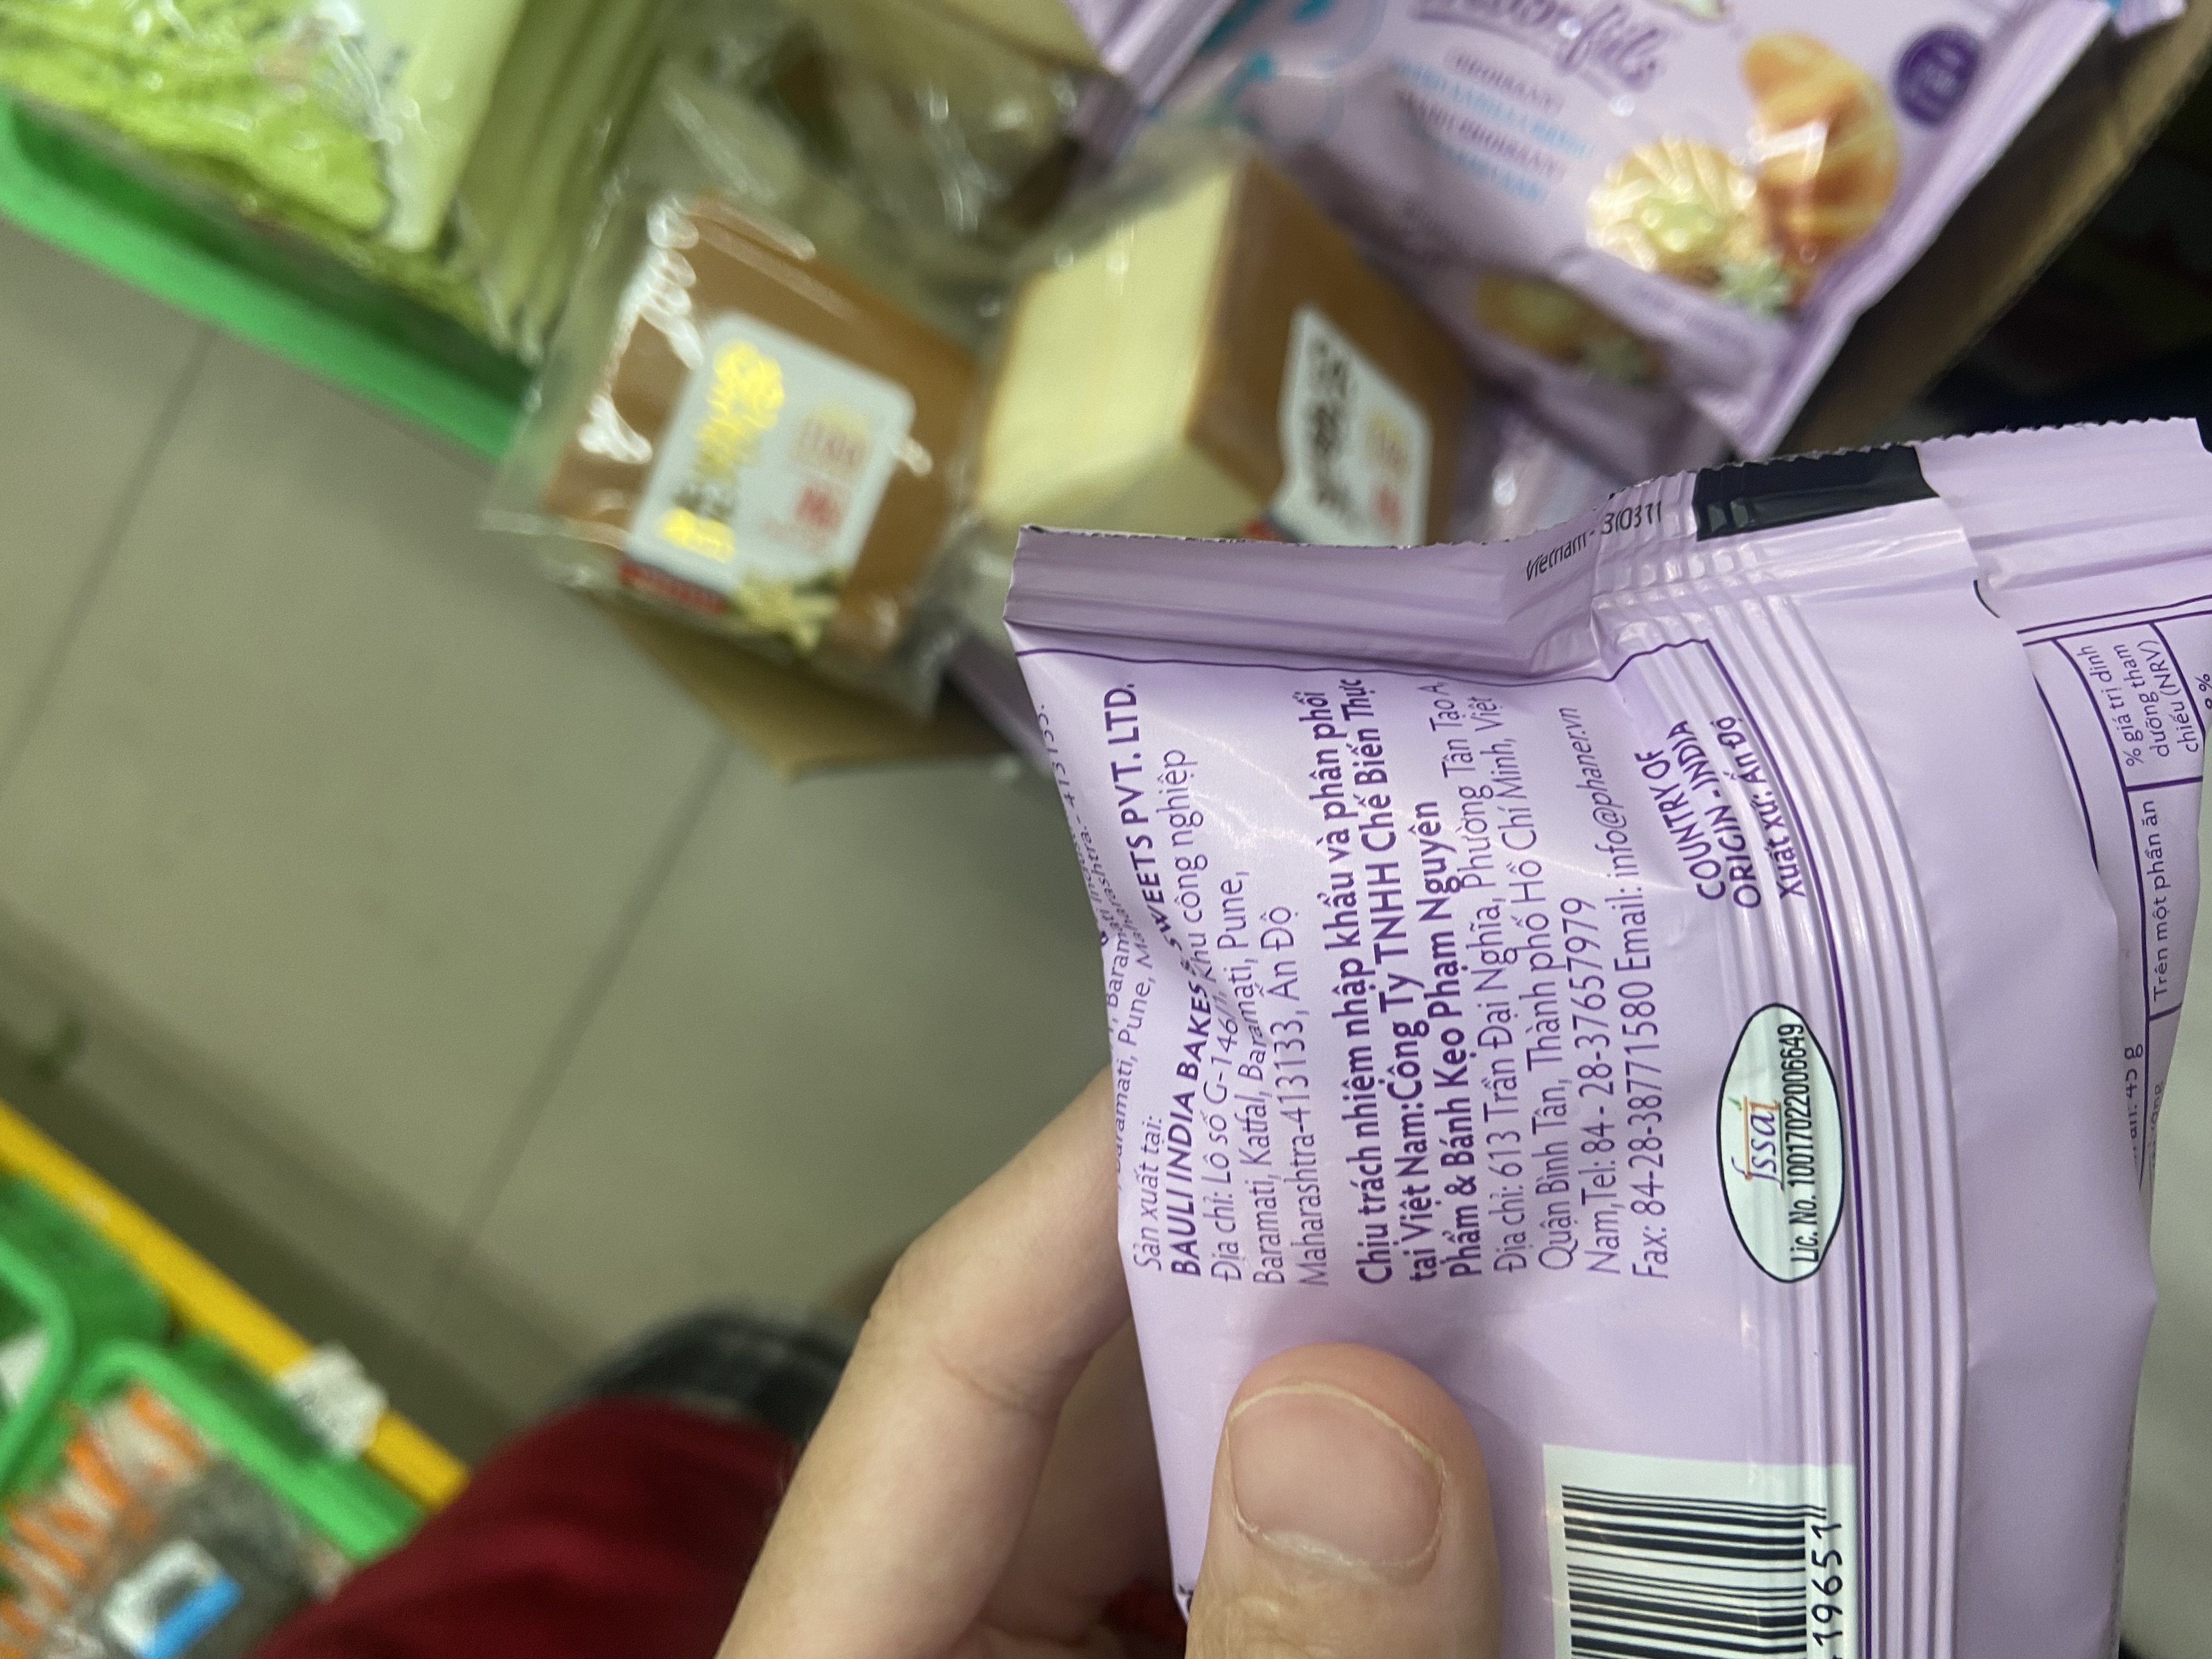 Baramati
Baramati, Pune, Maharashtra.- 413133.
Sản xuất tại:
BAULI INDIA BAKES & SWEETS PVT. LTD.
Địa chỉ: Lô số G-146/1, Khu công nghiệp
Baramati, Katfal, Baramati, Pune,
Maharashtra-413133, Ấn Độ
Chịu trách nhiệm nhập khẩu và phân phối
tại Việt Nam:Công Ty TNHH Chế Biến Thực
Phẩm & Bánh Kẹo Phạm Nguyên
Địa chỉ: 613 Trần Đại Nghĩa, Phường Tân Tạo A,
Quận Bình Tân, Thành phố Hồ Chí Minh, Việt
Nam,Tel: 84 - 28-37657979
Fax: 84-28-38771580 Email: info@phaner.vn
COUNTRY OF
ORIGIN - INDIA
Xuất xứ: Ấn Độ
fssai
Lic. No. 10017022006649
19651
Vietnam - 310311
45 g
Trên một phần ăn
% giá trị dinh
dưỡng tham
chiếu (NRV)
%